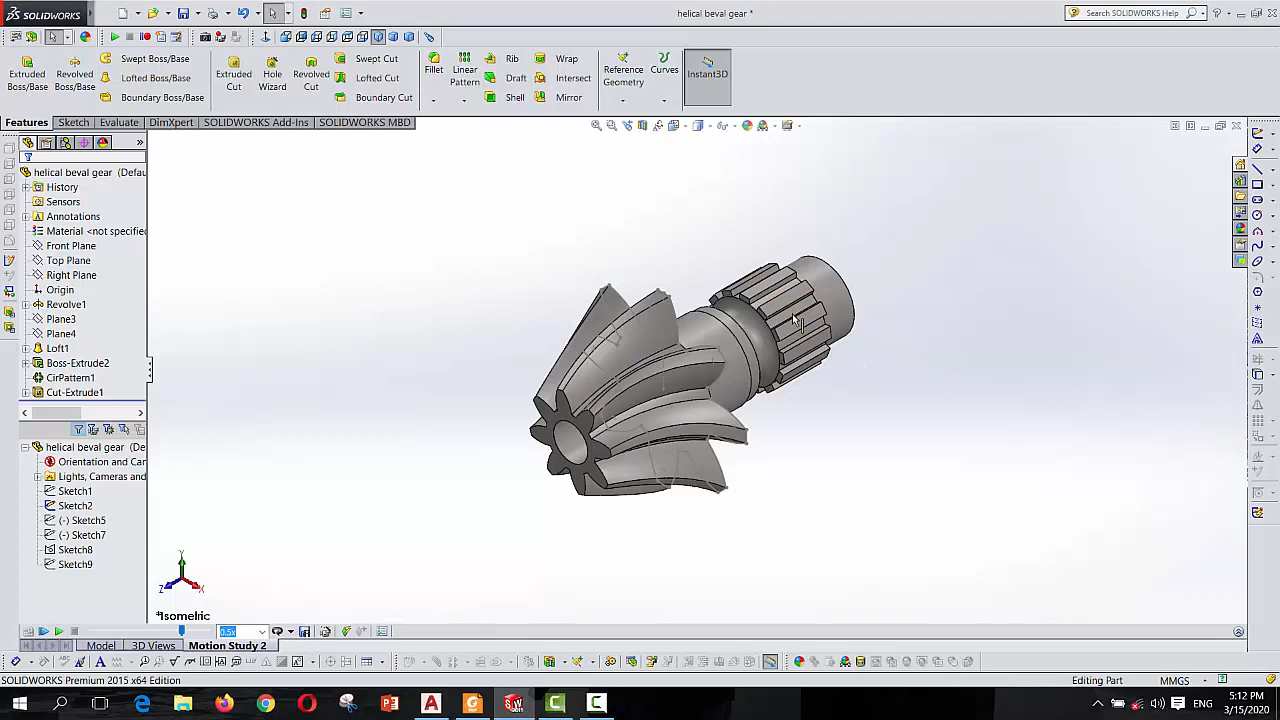 SOLIDWORKS
helical beval gear *
Search SOLIDWORKS Help
Extruded Boss/Base
Revolved Boss/Base
Swept Boss/Base
Lofted Boss/Base
Boundary Boss/Base
Extruded Cut
Hole Wizard
Revolved Cut
Swept Cut
Lofted Cut
Boundary Cut
Fillet
Linear Pattern
Rib
Draft
Shell
Wrap
Intersect
Mirror
Reference Geometry
Curves
Instant3D
Features
Sketch
Evaluate
DimXpert
SOLIDWORKS Add-Ins
SOLIDWORKS MBD
helical beval gear (Defau
History
Sensors
Annotations
Material <not specifie
Front Plane
Top Plane
Right Plane
Origin
Revolve1
Plane3
Plane4
Loft1
Boss-Extrude2
CirPattern1
Cut-Extrude1
helical beval gear (De
Orientation and Car
Lights, Cameras and
Sketch1
Sketch2
(-) Sketch5
(-) Sketch7
Sketch8
Sketch9
Y
Z
X
*Isometric
0.5x
Model
3D Views
Motion Study 2
SOLIDWORKS Premium 2015 x64 Edition
Editing Part
MMGS
ENG
5:12 PM
3/15/2020